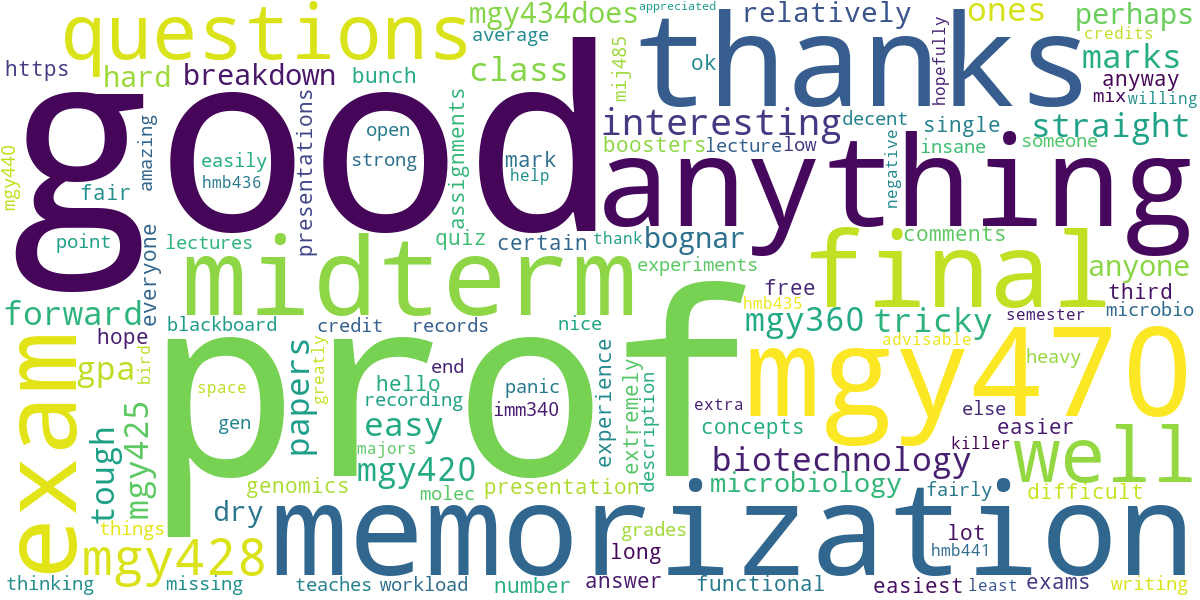 questions
mgy434does
appreciated
relatively
ones
perhaps
https
hard
breakdown
bunch
average
class
mij485
ok
thanks
hopefully
credits
marks
anyway
mix
willing
good
mgy440
amazing
presentations
open
easily
strong
hmb436
assignments
mark
help
interesting
decent
boosters
lecture
low
negative
single
straight
insane
someone
anything
fair
point
everyone
lectures
midterm
quiz
certain
thank
bognar
experiments
comments
final
anyone
free
third
hmb435
semester
microbio
forward
blackboard
credit
records
nice
mgy360
tricky
advisable
hope
exam
gpa
bird
greatly
papers
end
hello
recording
panic
imm340
experience
extremely
description
prof
space
gen
easy
majors
mgy420
molec
mgy470
heavy
extra
concepts
else
easier
killer
well
tough
mgy425
genomics
presentation
biotechnology
microbiology
fairly
difficult
dry
things
mgy428
memorization
grades
long
lot
hmb441
thinking
missing
teaches
workload
number
answer
functional
easiest
least
exams
writing